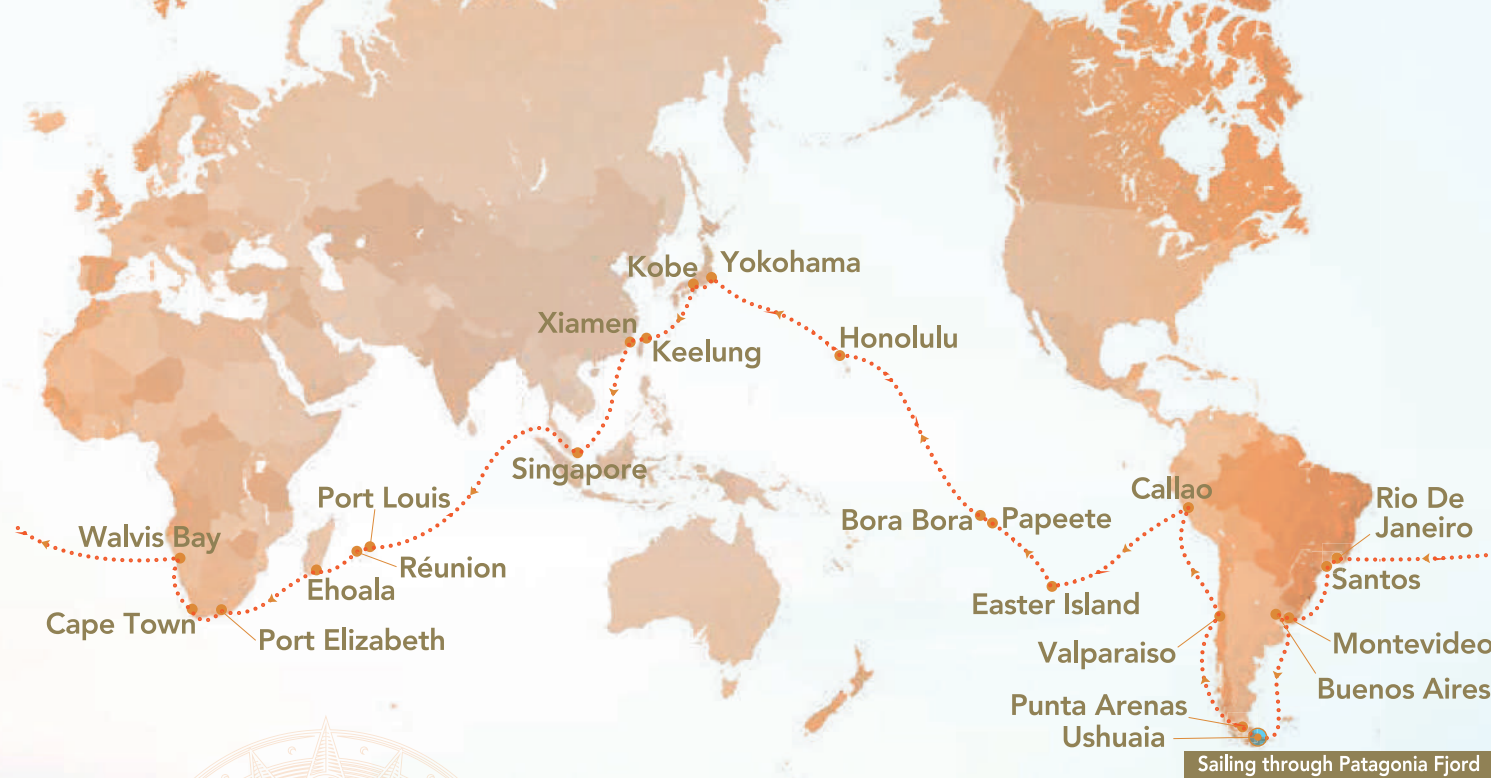 Kobe
Yokohama
Xiamen
Keelung
Honolulu
Singapore
Port Louis
Callao
Rio De
Janeiro
Walvis Bay
Bora Bora
Papeete
Réunion
Santos
Ehoala
Easter Island
Cape Town
Port Elizabeth
Valparaiso
Montevideo
Buenos Aires
Punta Arenas
Ushuaia
Sailing through Patagonia Fjord